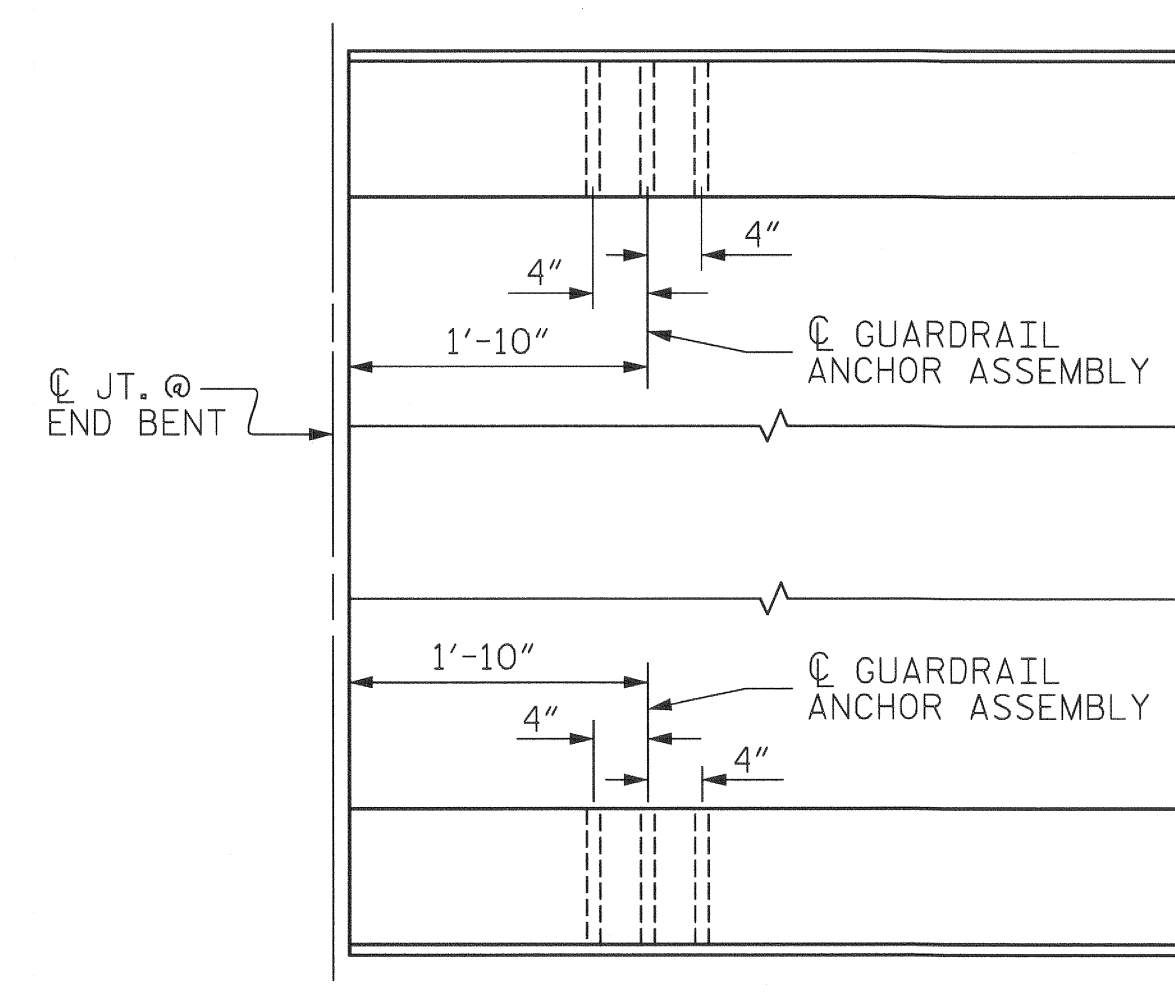 4″
4″
1′-10″
℄ GUARDRAIL
ANCHOR ASSEMBLY
℄ JT. @
END BENT
1′-10″
℄ GUARDRAIL
ANCHOR ASSEMBLY
4″
4″